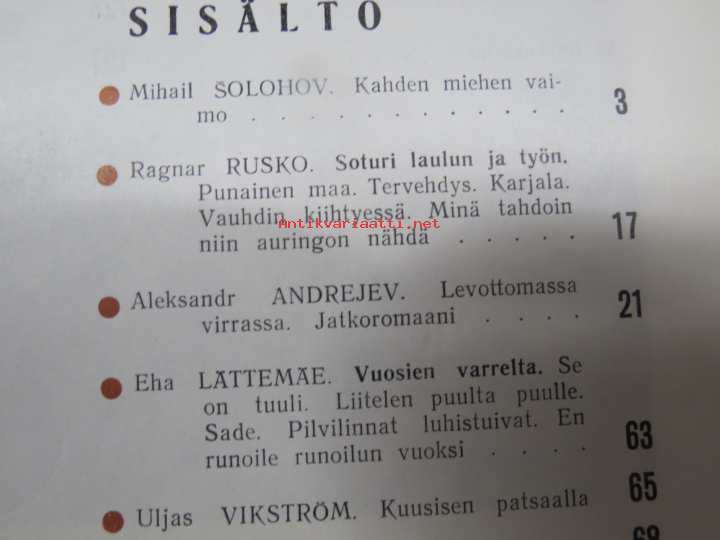 SISÄLTÖ
Mihail ŠOLOHOV. Kahden miehen vai-
mo . . . . . . . . . . . 3
Ragnar RUSKO. Soturi laulun ja työn.
Punainen maa. Tervehdys. Karjala.
Vauhdin kiihtyessä. Minä tahdoin
Antikvariaatti.net
niin auringon nähdä . . . . . 17
Aleksandr ANDREJEV. Levottomassa
virrassa. Jatkoromaani . . . . 21
Eha LÄTTEMÄE. Vuosien varrelta. Se
on tuuli. Liitelen puulta puulle.
Sade. Pilvilinnat luhistuivat. En
runoile runoilun vuoksi . . . . 63
Uljas VIKSTRÖM. Kuusisen patsaalla 65